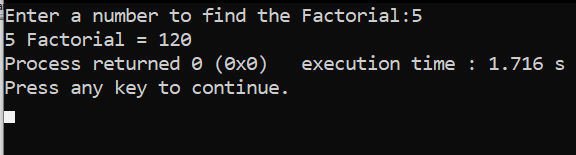 Enter a number to find the Factorial:5
5 Factorial = 120
Process returned 0 (0x0)   execution time : 1.716 s
Press any key to continue.